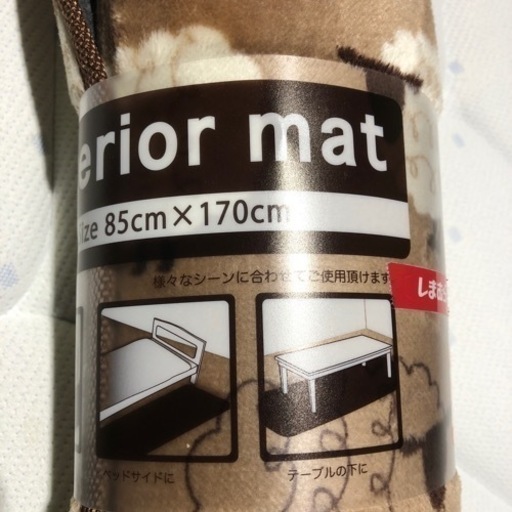 erior mat
ize 85cm×170cm
様々なシーンに合わせてご使用頂けます
しまむら
ベッドサイドに
テーブルの下に